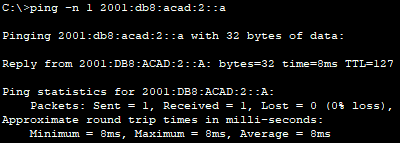 C:\>ping -n 1 2001:db8:acad:2::a
Pinging 2001:db8:acad:2::a with 32 bytes of data:
Reply from 2001:DB8:ACAD:2::A: bytes=32 time=8ms TTL=127
Ping statistics for 2001:DB8:ACAD:2::A:
Packets: Sent = 1, Received = 1, Lost = 0 (0% loss),
Approximate round trip times in milli-seconds:
Minimum = 8ms, Maximum = 8ms, Average = 8ms